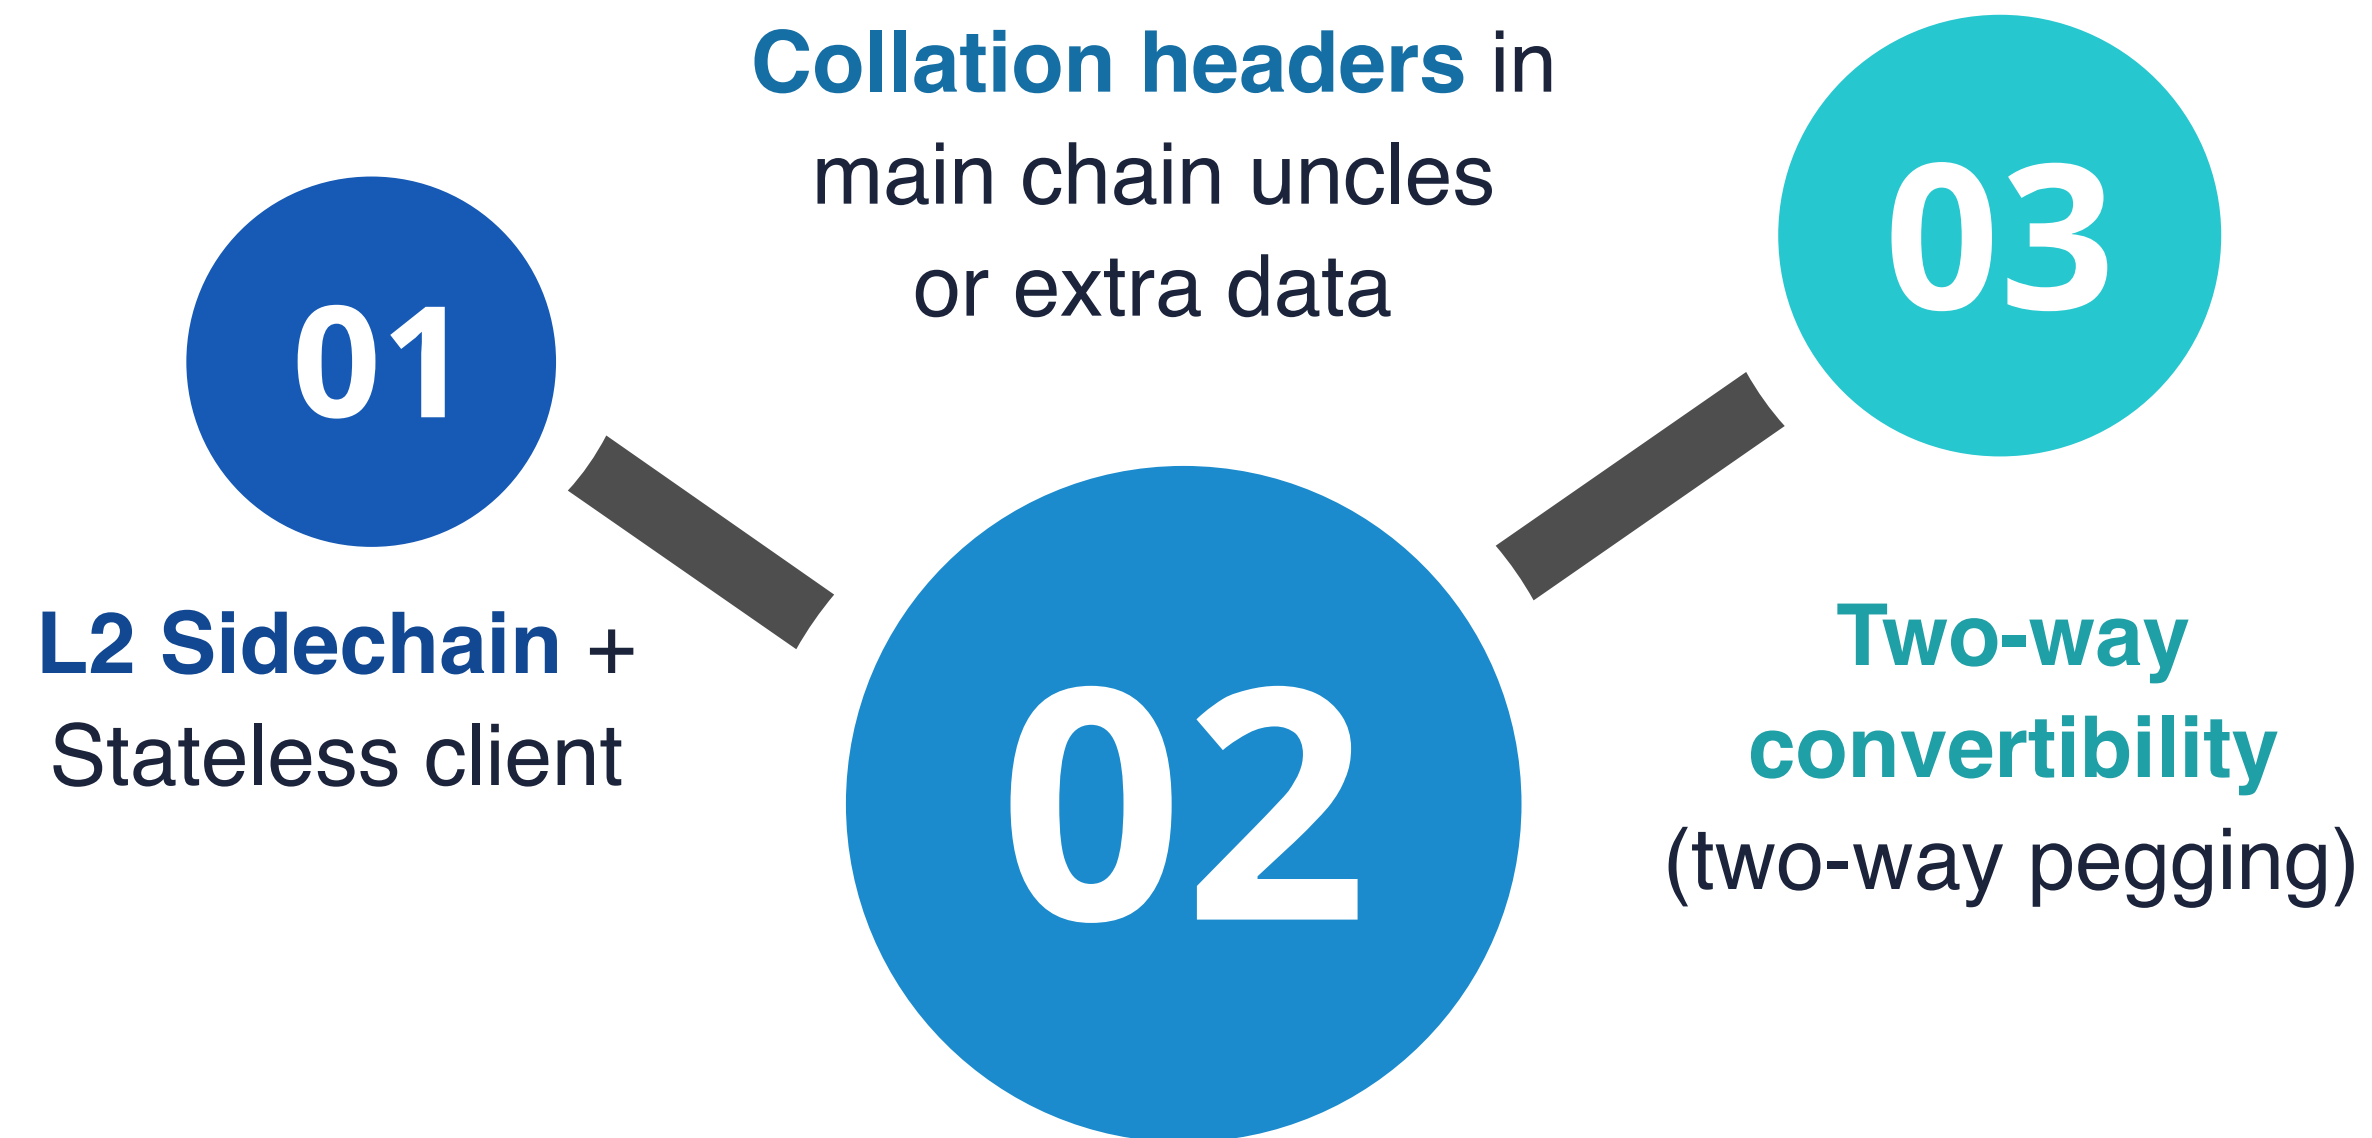 01
L2 Sidechain +
Stateless client
Collation headers in
main chain uncles
or extra data
02
03
Two-way
convertibility
(two-way pegging)